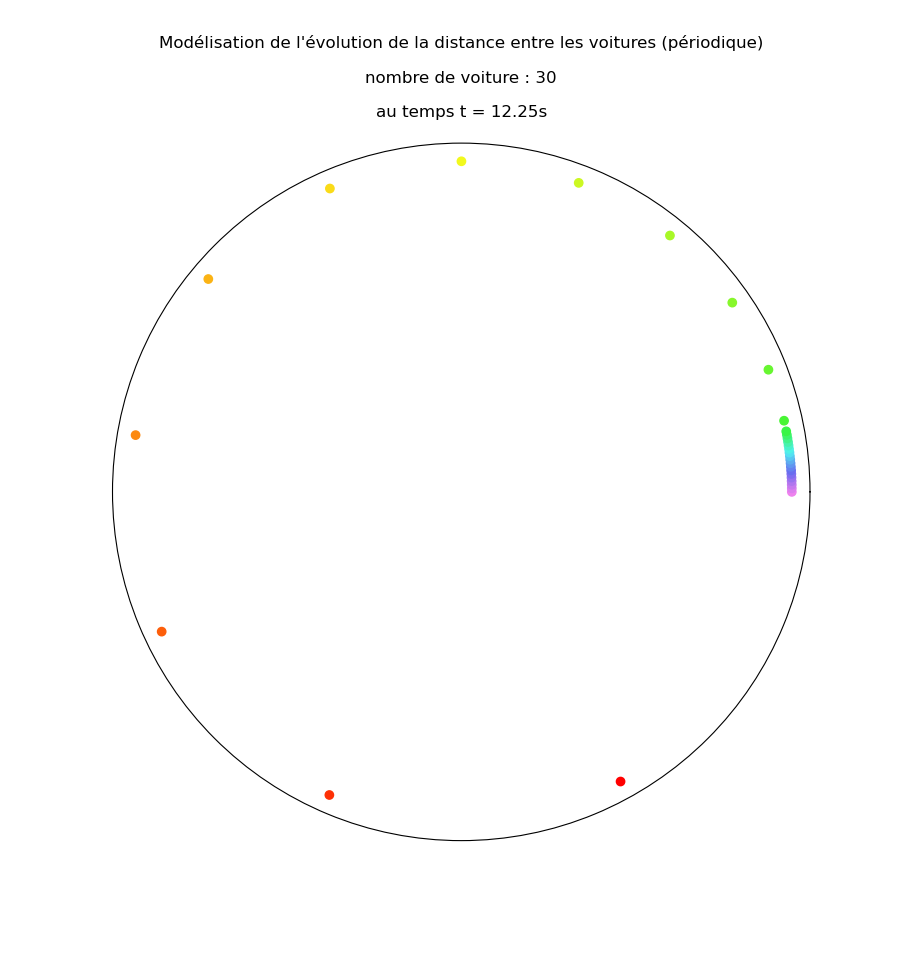 Modélisation de l'évolution de la distance entre les voitures (périodique)
nombre de voiture : 30
au temps t = 12.25s